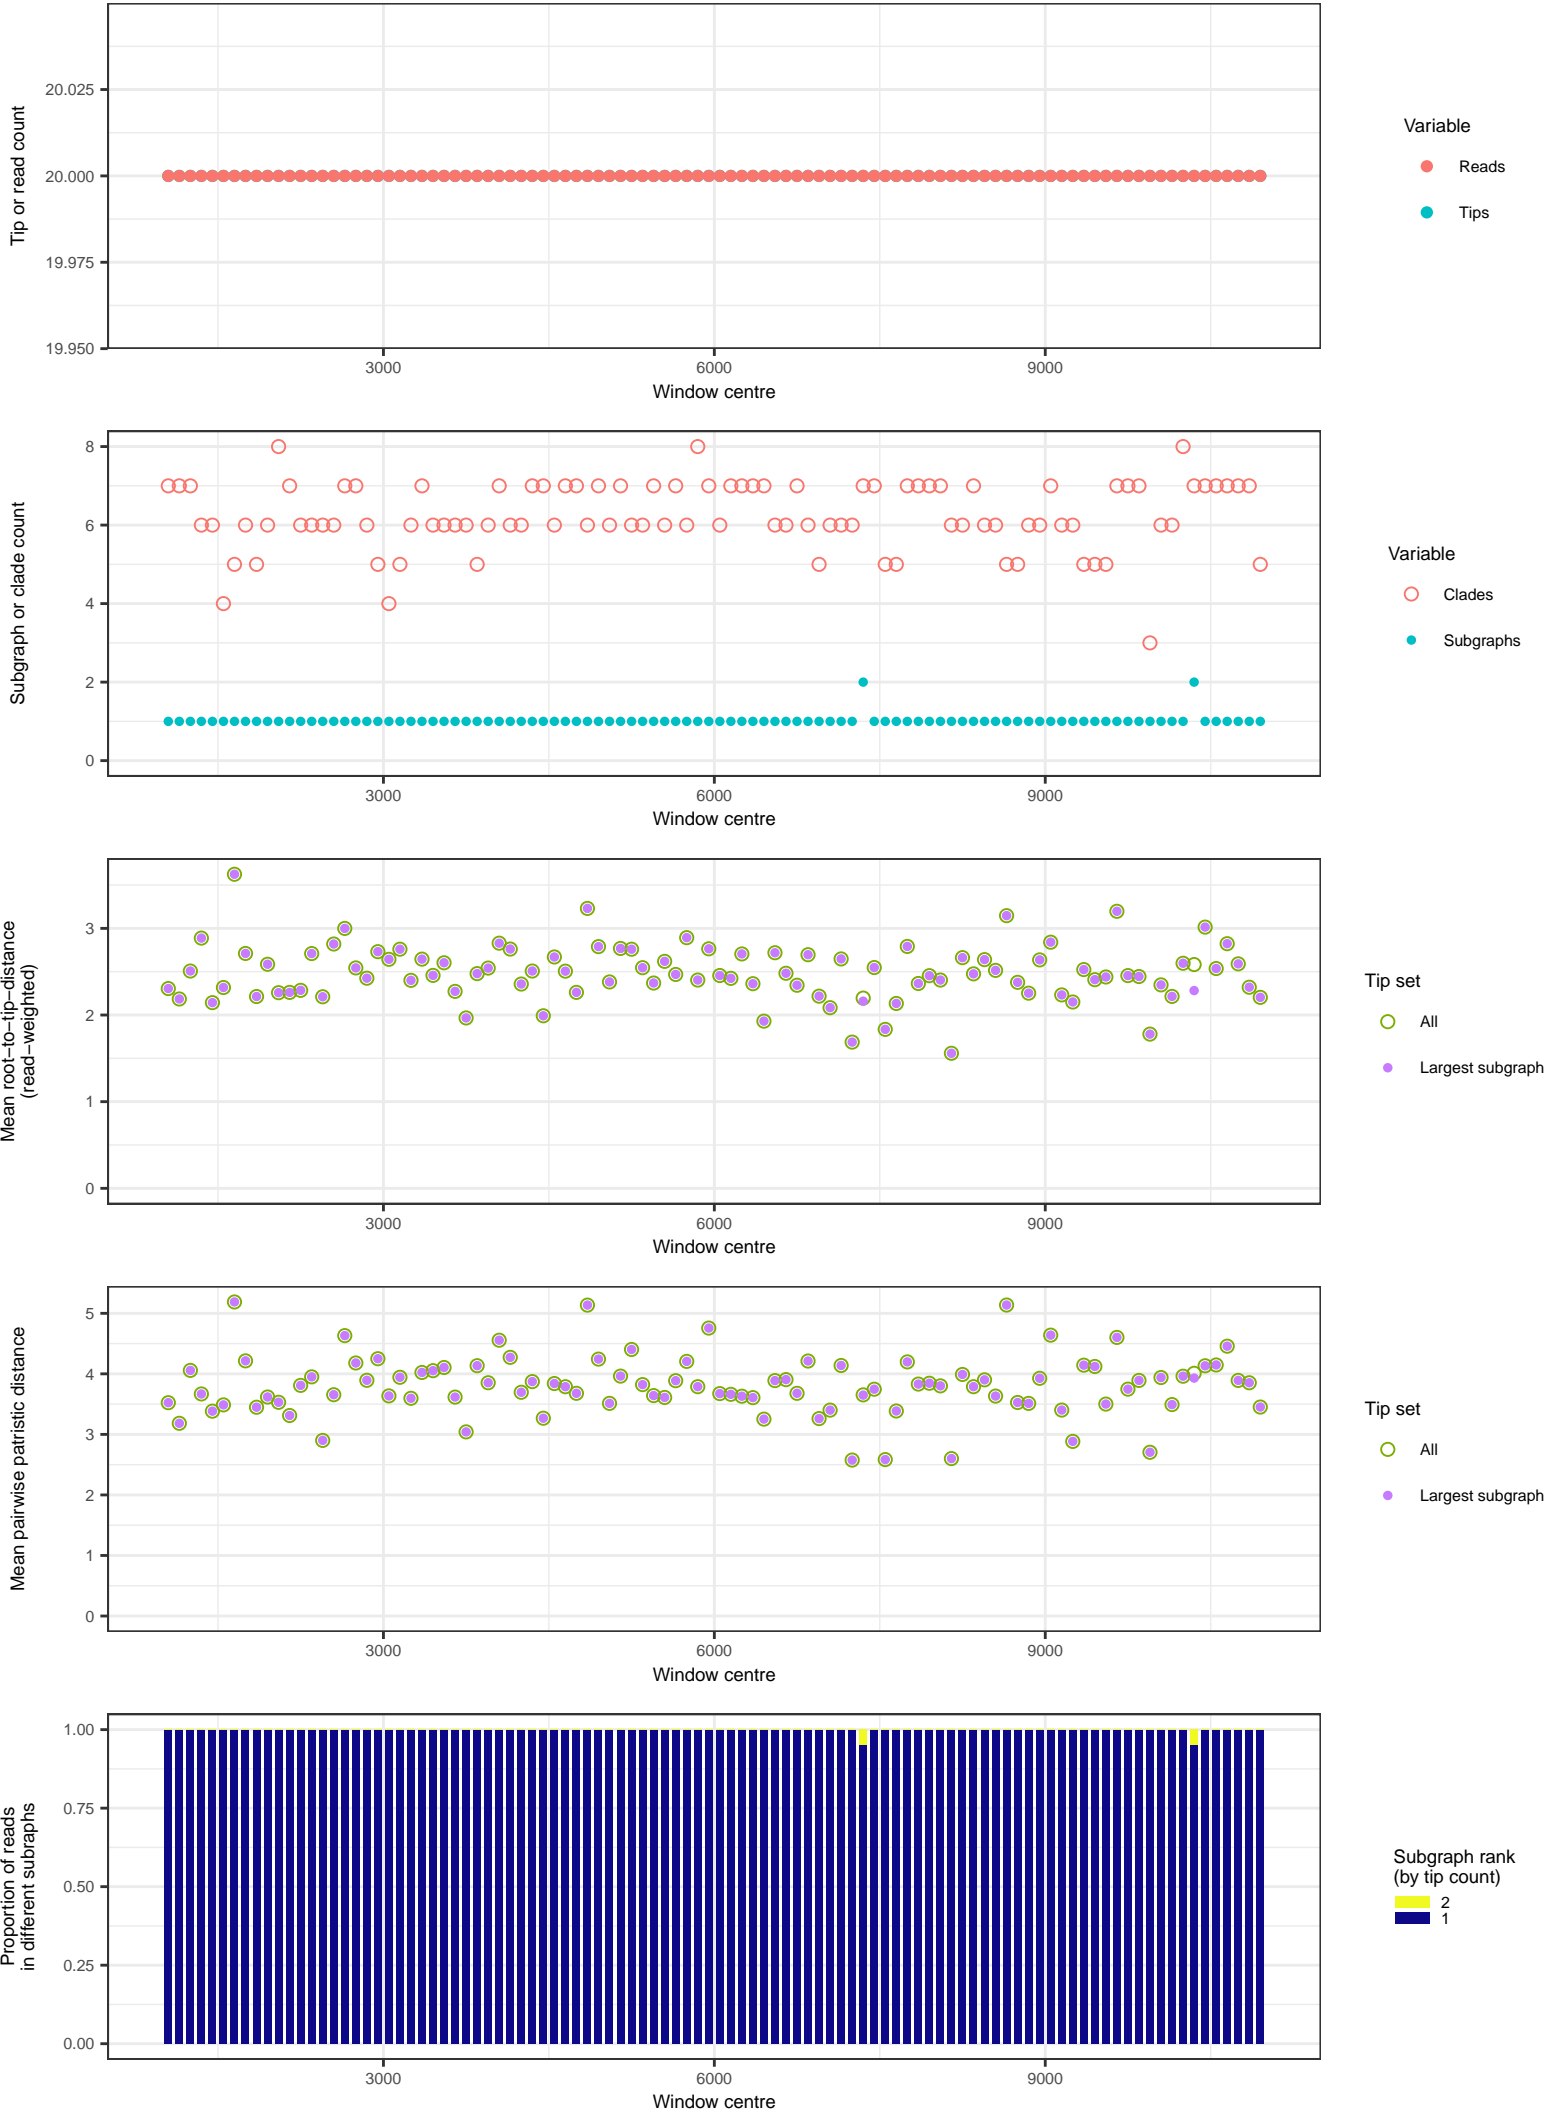 20.025
20.000
19.975
19.950
Tip or read count
3000 6000 9000
Window centre
Variable
Reads
Tips
8
6
4
2
0
Subgraph or clade count
3000 6000 9000
Window centre
Variable
Clades
Subgraphs
3
2
1
0
Mean root−to−tip−distance
(read−weighted)
3000 6000 9000
Window centre
Tip set
All
Largest subgraph
5
4
3
2
1
0
Mean pairwise patristic distance
3000 6000 9000
Window centre
Tip set
All
Largest subgraph
1.00
0.75
0.50
0.25
0.00
Proportion of reads
in different subraphs
3000 6000 9000
Window centre
Subgraph rank
(by tip count)
2
1